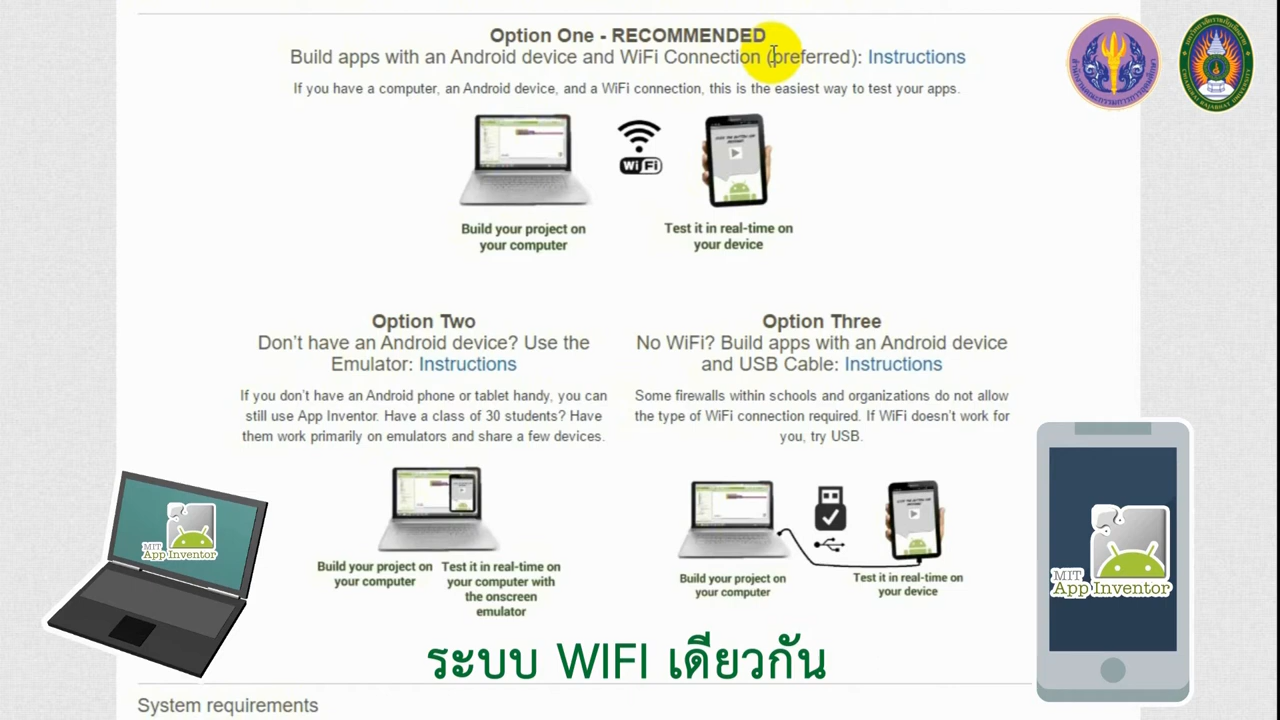 Option One - RECOMMENDED
Build apps with an Android device and WiFi Connection (preferred): Instructions
If you have a computer, an Android device, and a WiFi connection, this is the easiest way to test your apps.
WiFi
Build your project on
your computer
Test it in real-time on
your device
Option Two
Don't have an Android device? Use the
Emulator: Instructions
If you don't have an Android phone or tablet handy, you can
still use App Inventor. Have a class of 30 students? Have
them work primarily on emulators and share a few devices.
Build your project on
your computer
Test it in real-time on
your computer with
the onscreen
emulator
Option Three
No WiFi? Build apps with an Android device
and USB Cable: Instructions
Some firewalls within schools and organizations do not allow
the type of WiFi connection required. If WiFi doesn't work for
you, try USB.
Build your project on
your computer
Test it in real-time on
your device
MIT
App Inventor
MIT
App Inventor
ระบบ WIFI เดียวกัน
System requirements